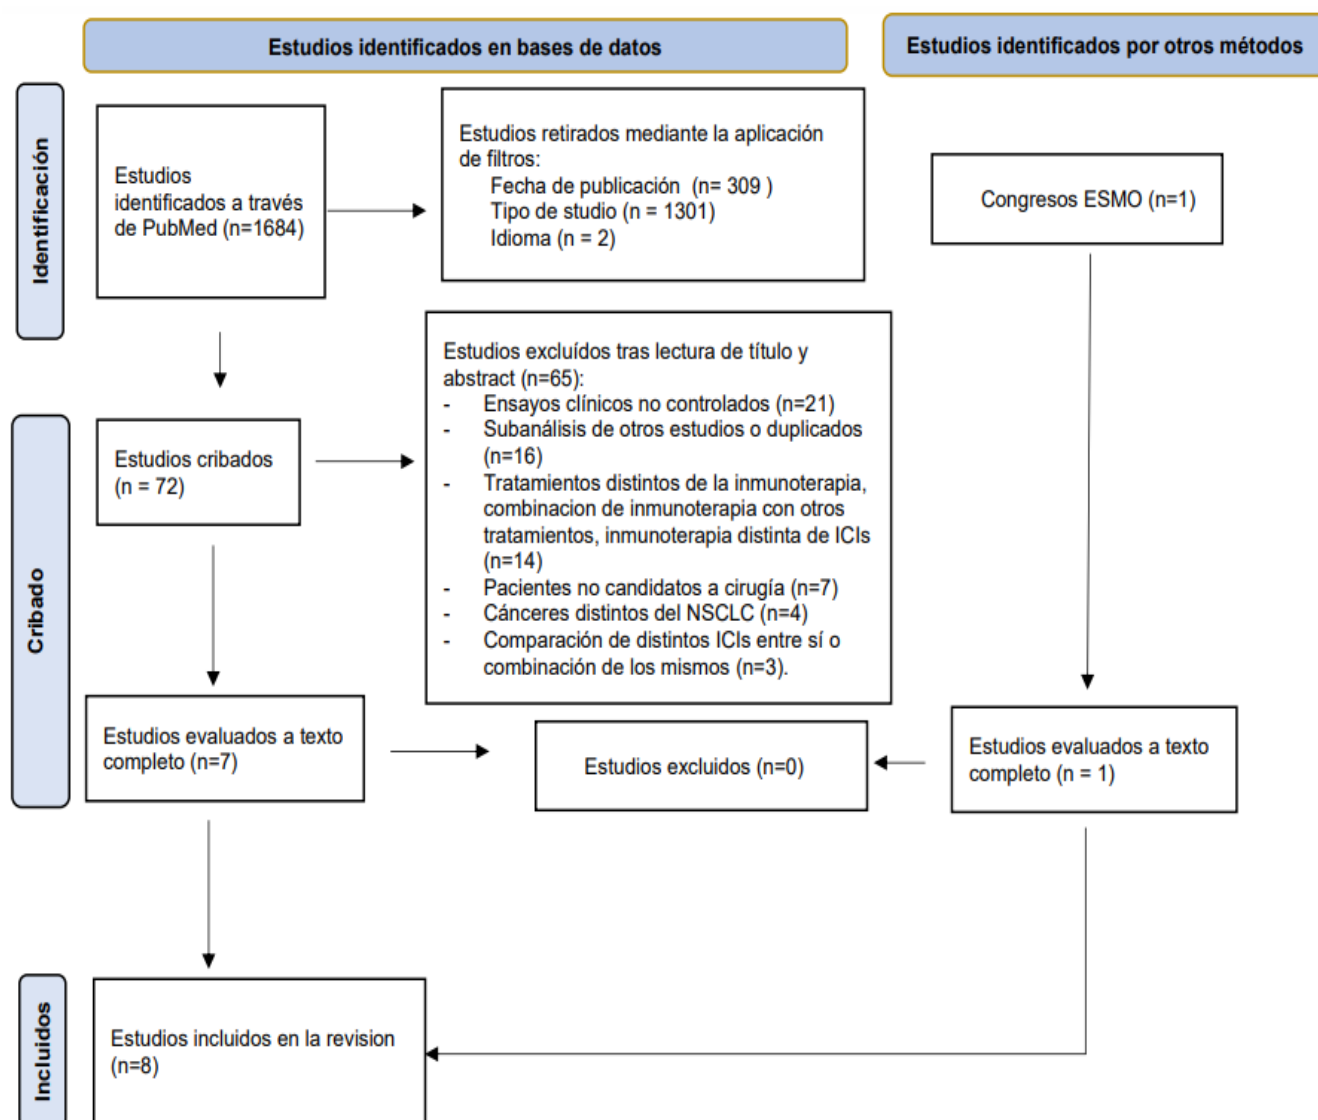 Estudios identificados en bases de datos
Estudios identificados por otros métodos
Identificación
Estudios
identificados a través
de PubMed (n=1684)
Estudios retirados mediante la aplicación
de filtros:
Fecha de publicación (n= 309 )
Tipo de studio (n = 1301)
Idioma (n = 2)
Congresos ESMO (n=1)
Cribado
Estudios cribados
(n = 72)
Estudios excluídos tras lectura de título y
abstract (n=65):
- Ensayos clínicos no controlados (n=21)
- Subanálisis de otros estudios o duplicados
(n=16)
- Tratamientos distintos de la inmunoterapia,
combinacion de inmunoterapia con otros
tratamientos, inmunoterapia distinta de ICIs
(n=14)
- Pacientes no candidatos a cirugía (n=7)
- Cánceres distintos del NSCLC (n=4)
- Comparación de distintos ICIs entre sí o
combinación de los mismos (n=3).
Estudios evaluados a texto
completo (n=7)
Estudios excluidos (n=0)
Estudios evaluados a texto
completo (n = 1)
Incluidos
Estudios incluidos en la revision
(n=8)